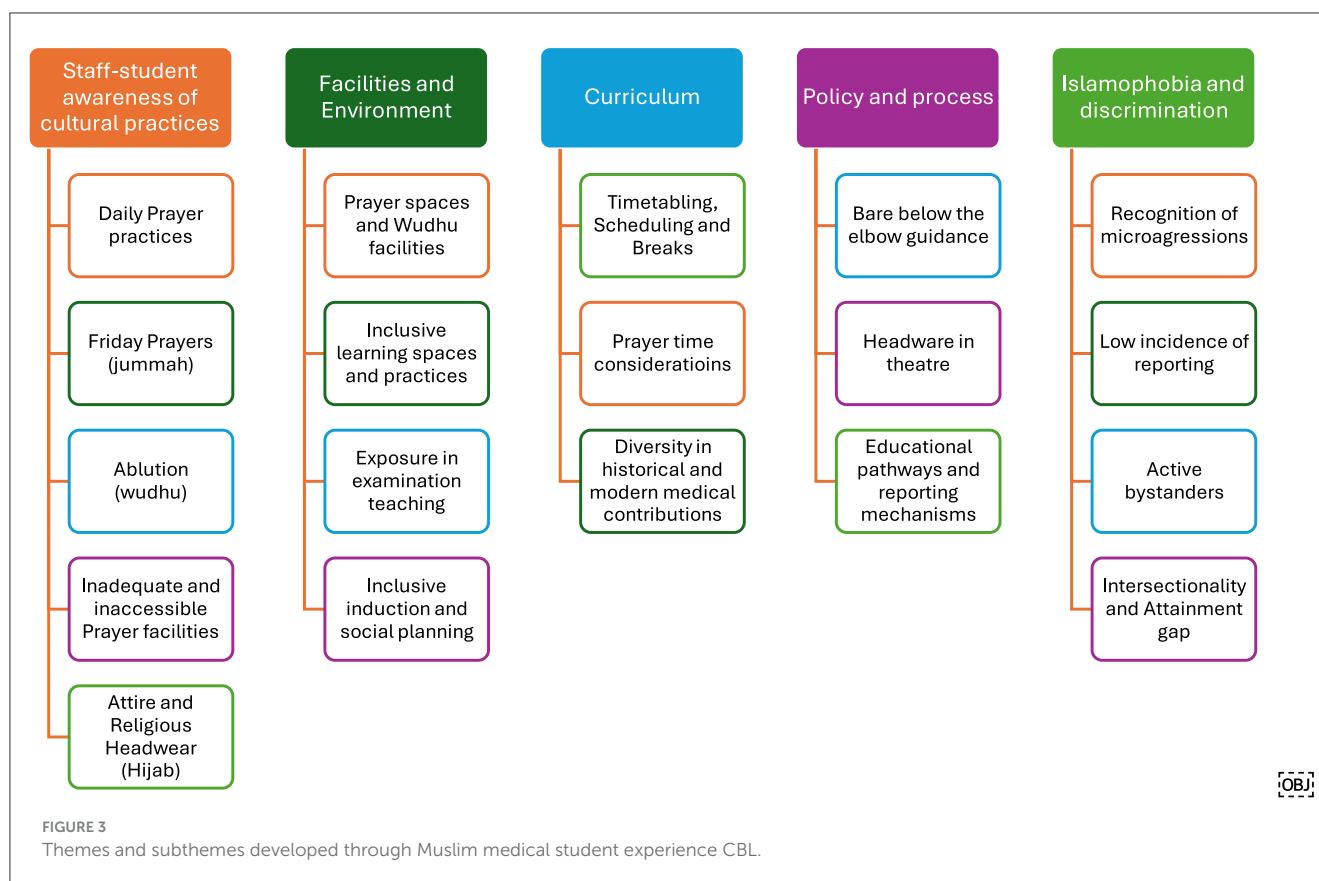 Staff-student
awareness of
cultural practices
Daily Prayer
practices
Friday Prayers
(jummah)
Ablution
(wudhu)
Inadequate and
inaccessible
Prayer facilities
Attire and
Religious
Headwear
(Hijab)
Facilities and
Environment
Prayer spaces
and Wudhu
facilities
Inclusive
learning spaces
and practices
Exposure in
examination
teaching
Inclusive
induction and
social planning
Curriculum
Timetabling,
Scheduling and
Breaks
Prayer time
consideratioins
Diversity in
historical and
modern medical
contributions
Policy and process
Bare below the
elbow guidance
Headware in
theatre
Educational
pathways and
reporting
mechanisms
Islamophobia and
discrimination
Recognition of
microagressions
Low incidence of
reporting
Active
bystanders
Intersectionality
and Attainment
gap
OBJ
FIGURE 3
Themes and subthemes developed through Muslim medical student experience CBL.